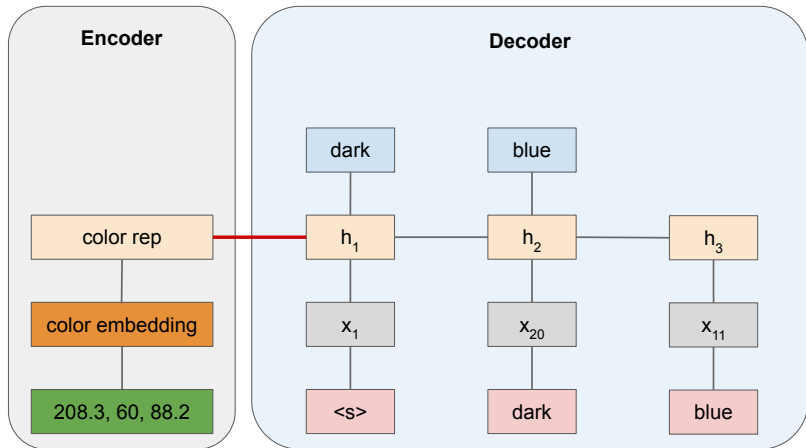 Encoder
Decoder
dark
blue
color rep
h₁
h₂
h₃
color embedding
x₁
x₂₀
x₁₁
208.3, 60, 88.2
<s>
dark
blue